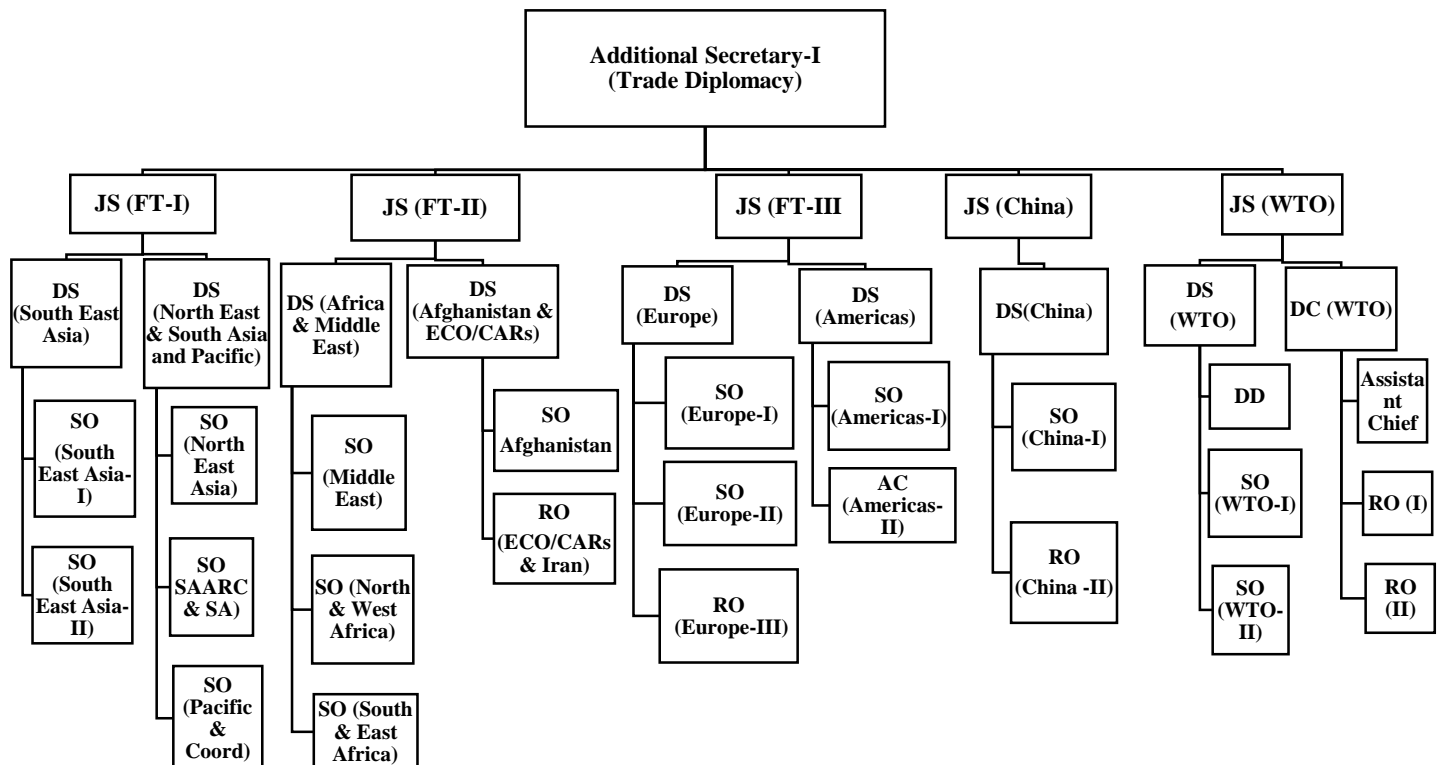 Additional Secretary-I
(Trade Diplomacy)
JS (FT-I)
JS (FT-II)
JS (FT-III
JS (China)
JS (WTO)
DS
(South East
Asia)
DS
(North East
& South Asia
and Pacific)
DS (Africa
& Middle
East)
DS
(Afghanistan &
ECO/CARs)
DS
(Europe)
DS
(Americas)
DS(China)
DS
(WTO)
DC (WTO)
SO
(South
East Asia-
I)
SO
(South
East Asia-
II)
SO
(North
East
Asia)
SO
SAARC
& SA)
SO
(Pacific
&
Coord)
SO
(Middle
East)
SO (North
& West
Africa)
SO (South
& East
Africa)
SO
Afghanistan
RO
(ECO/CARs
& Iran)
SO
(Europe-I)
SO
(Europe-II)
RO
(Europe-III)
SO
(Americas-I)
AC
(Americas-
II)
SO
(China-I)
RO
(China -II)
DD
SO
(WTO-I)
SO
(WTO-
II)
Assista
nt
Chief
RO (I)
RO
(II)